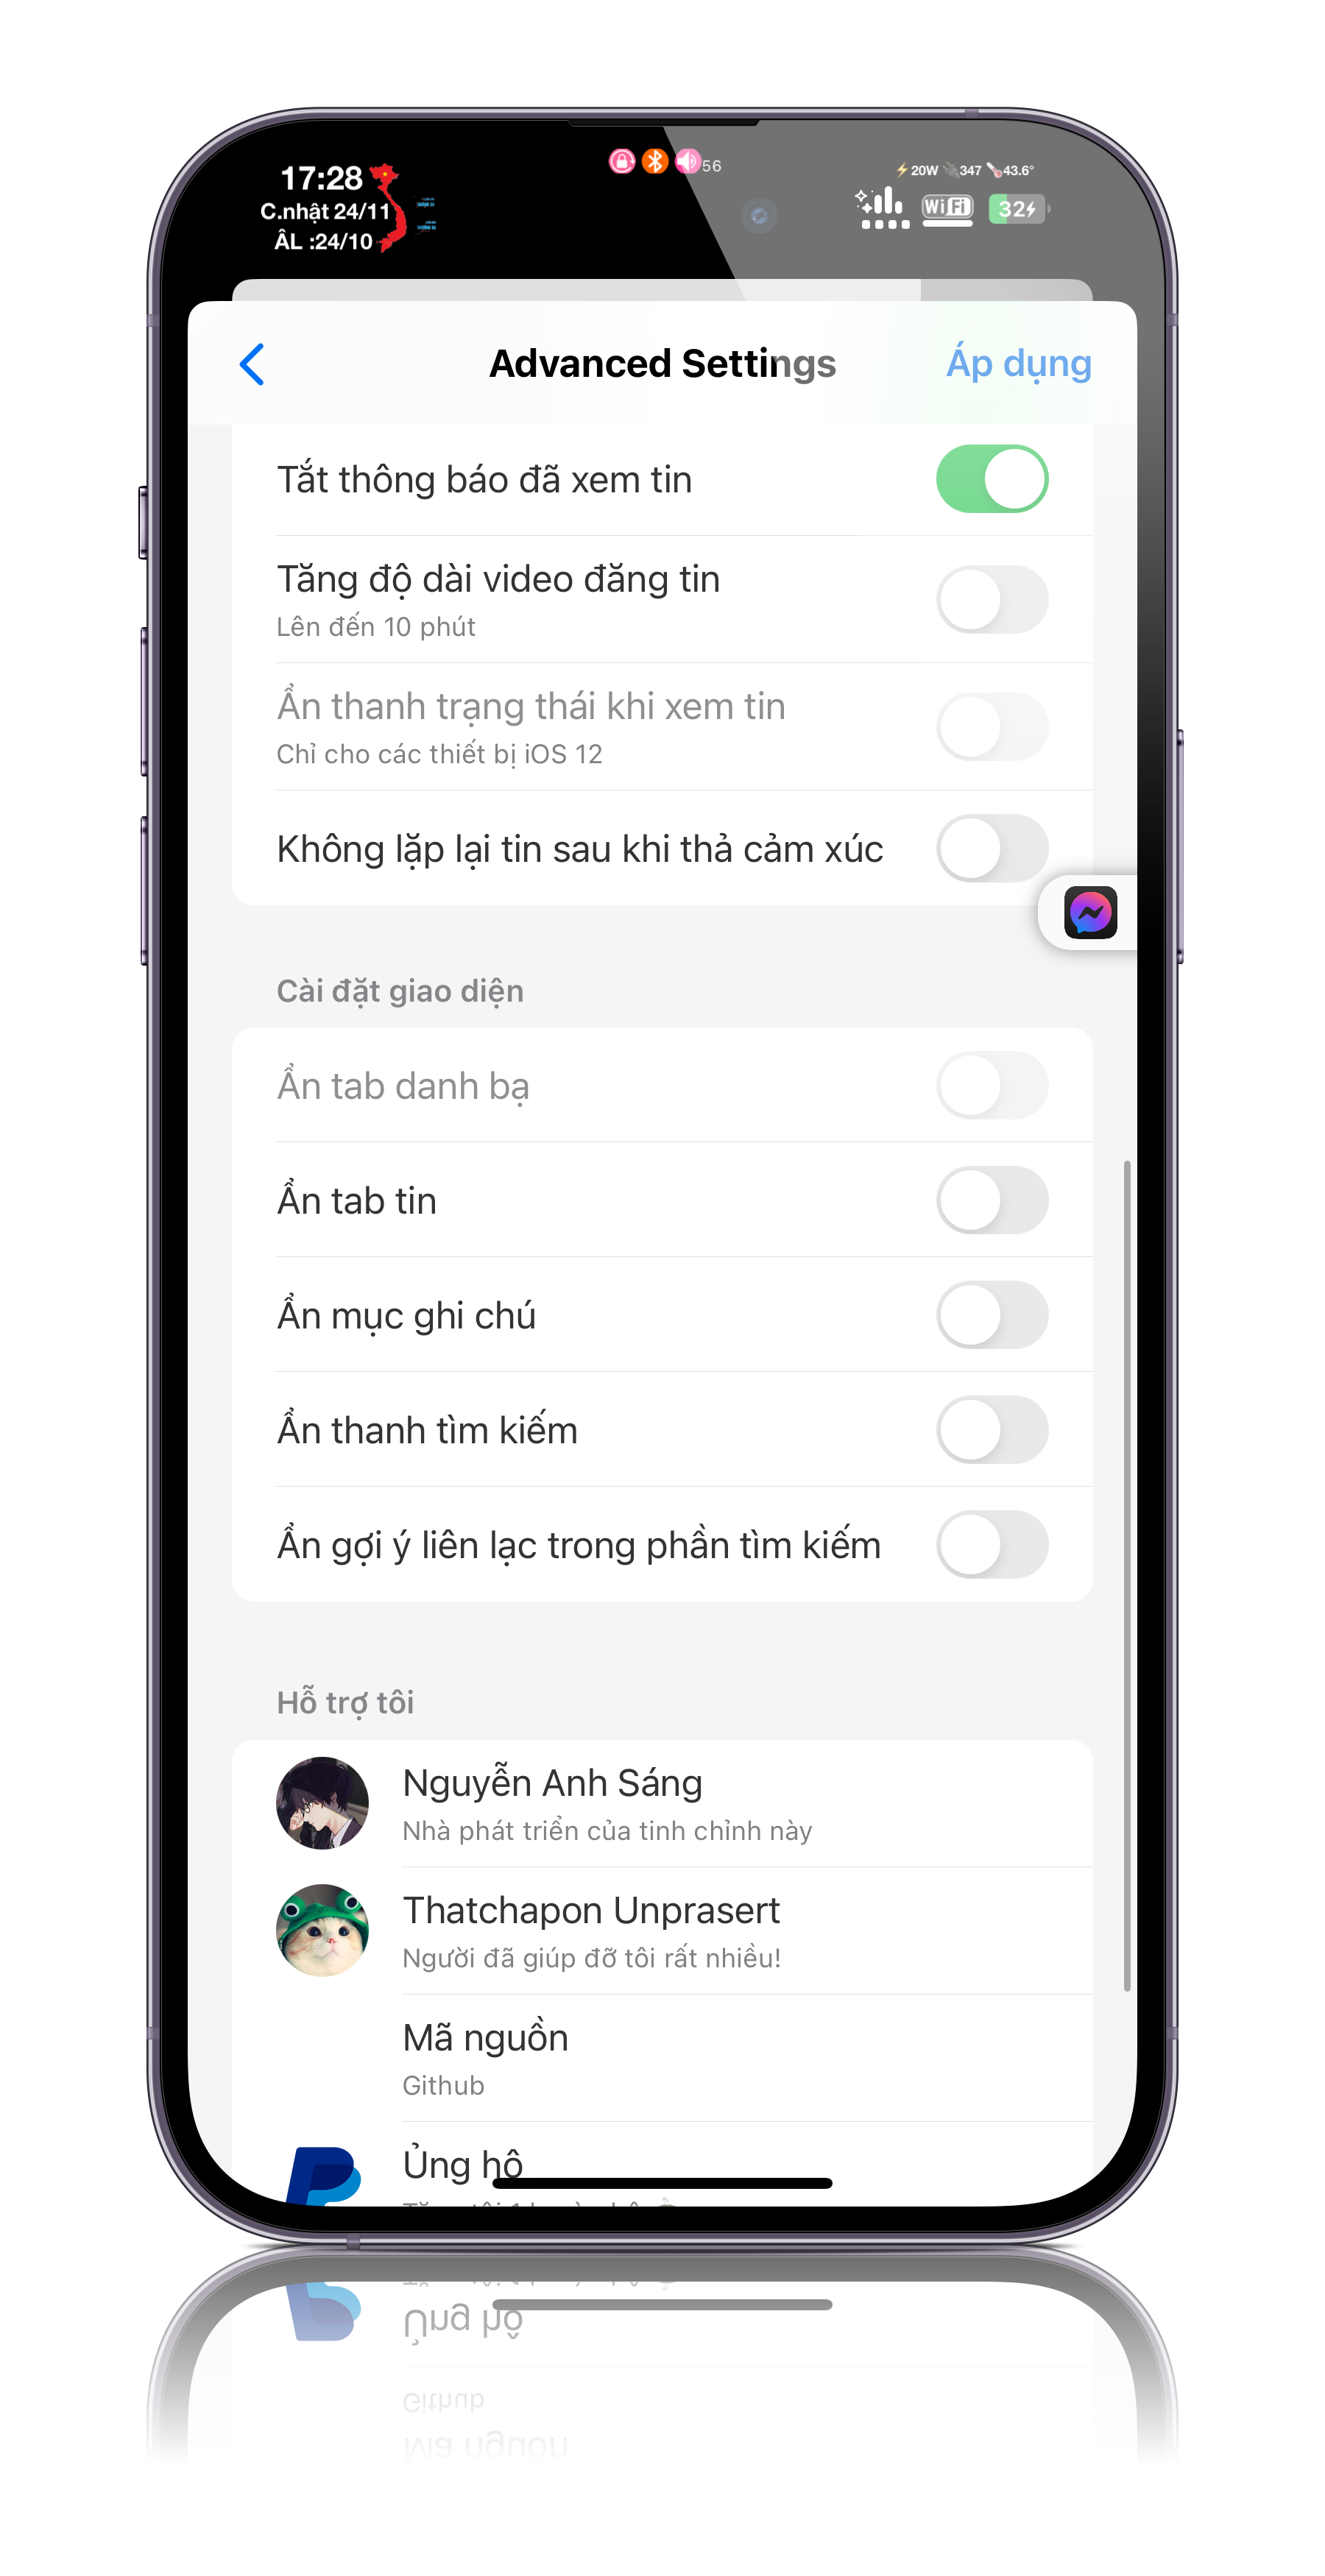 17:28
C.nhật 24/11
ÂL :24/10
56
20W 347 43.6°
WiFi
32
Advanced Settings
Áp dụng
Tắt thông báo đã xem tin
Tăng độ dài video đăng tin
Lên đến 10 phút
Ẩn thanh trạng thái khi xem tin
Chỉ cho các thiết bị iOS 12
Không lặp lại tin sau khi thả cảm xúc
Cài đặt giao diện
Ẩn tab danh bạ
Ẩn tab tin
Ẩn mục ghi chú
Ẩn thanh tìm kiếm
Ẩn gợi ý liên lạc trong phần tìm kiếm
Hỗ trợ tôi
Nguyễn Anh Sáng
Nhà phát triển của tinh chỉnh này
Thatchapon Unprasert
Người đã giúp đỡ tôi rất nhiều!
Mã nguồn
Github
Ủng hộ